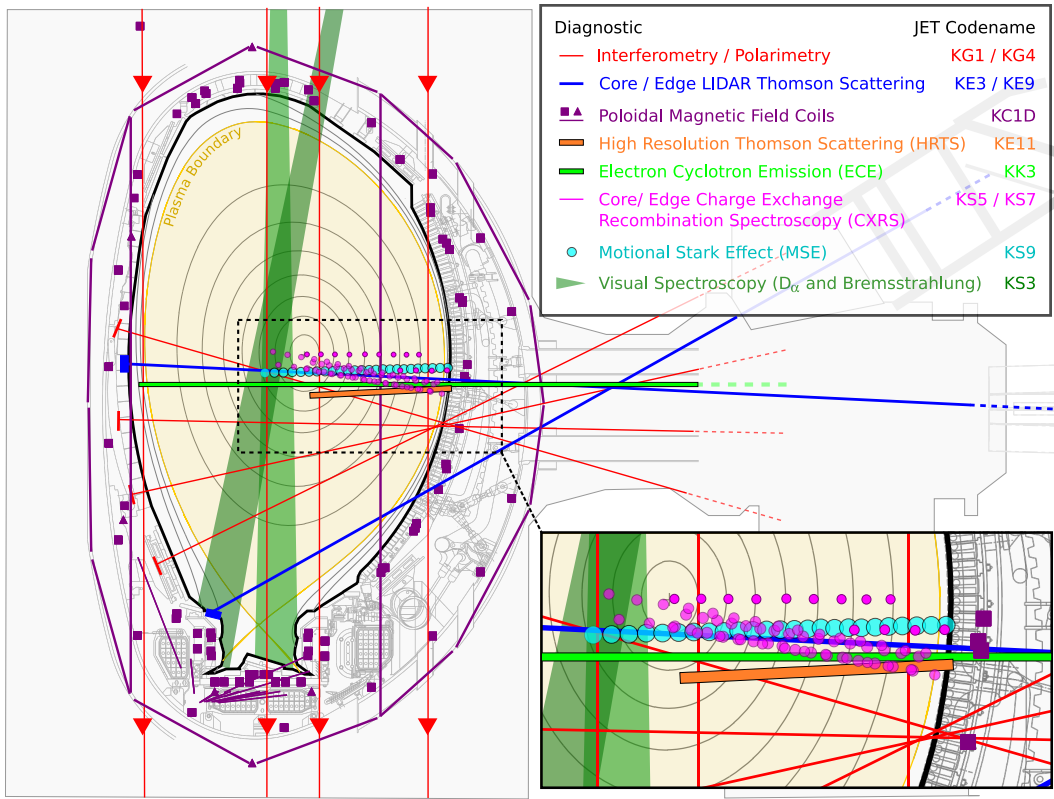 Diagnostic JET Codename
Interferometry / Polarimetry KG1 / KG4
Core / Edge LIDAR Thomson Scattering KE3 / KE9
Poloidal Magnetic Field Coils KC1D
High Resolution Thomson Scattering (HRTS) KE11
Electron Cyclotron Emission (ECE) KK3
Core/ Edge Charge Exchange KS5 / KS7
Recombination Spectroscopy (CXRS)
Motional Stark Effect (MSE) KS9
Visual Spectroscopy (Dα and Bremsstrahlung) KS3
Plasma Boundary